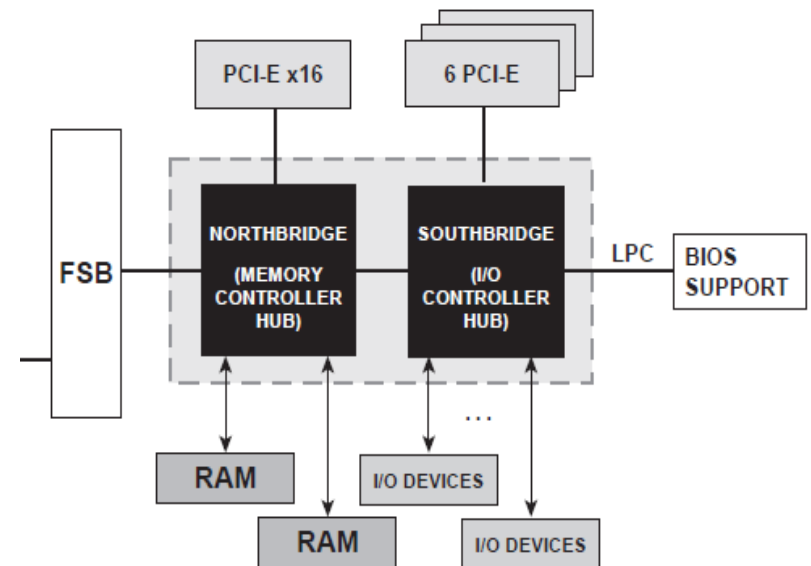 PCI-E x16
6 PCI-E
FSB
NORTHBRIDGE
(MEMORY
CONTROLLER
HUB)
SOUTHBRIDGE
(I/O
CONTROLLER
HUB)
LPC
BIOS
SUPPORT
...
RAM
I/O DEVICES
RAM
I/O DEVICES